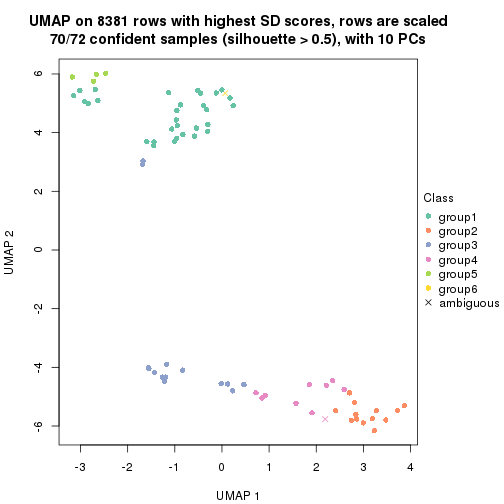 UMAP on 8381 rows with highest SD scores, rows are scaled
70/72 confident samples (silhouette > 0.5), with 10 PCs
6
4
2
0
-2
-4
-6
UMAP 2
-3
-2
-1
0
1
2
3
4
UMAP 1
Class
group1
group2
group3
group4
group5
group6
ambiguous